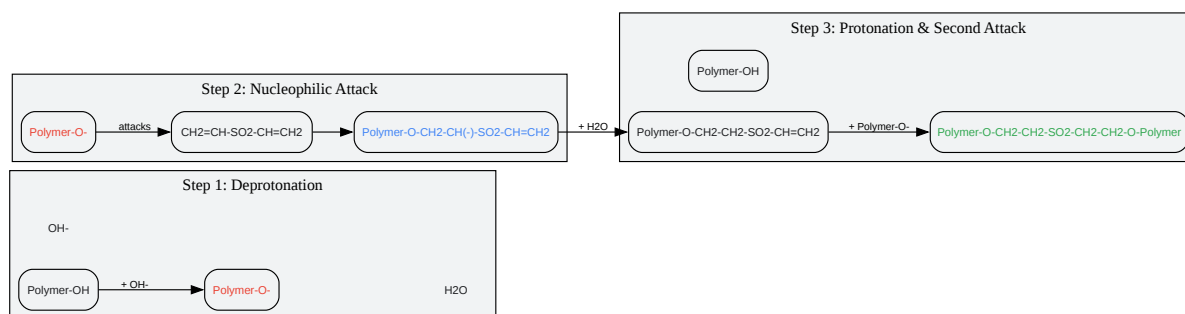 Step 3: Protonation & Second Attack
Polymer-OH
Step 2: Nucleophilic Attack
Polymer-O-
attacks
CH2=CH-SO2-CH=CH2
Polymer-O-CH2-CH(-)-SO2-CH=CH2
+ H2O
Polymer-O-CH2-CH2-SO2-CH=CH2
+ Polymer-O-
Polymer-O-CH2-CH2-SO2-CH2-CH2-O-Polymer
Step 1: Deprotonation
OH-
Polymer-OH
+ OH-
Polymer-O-
H2O